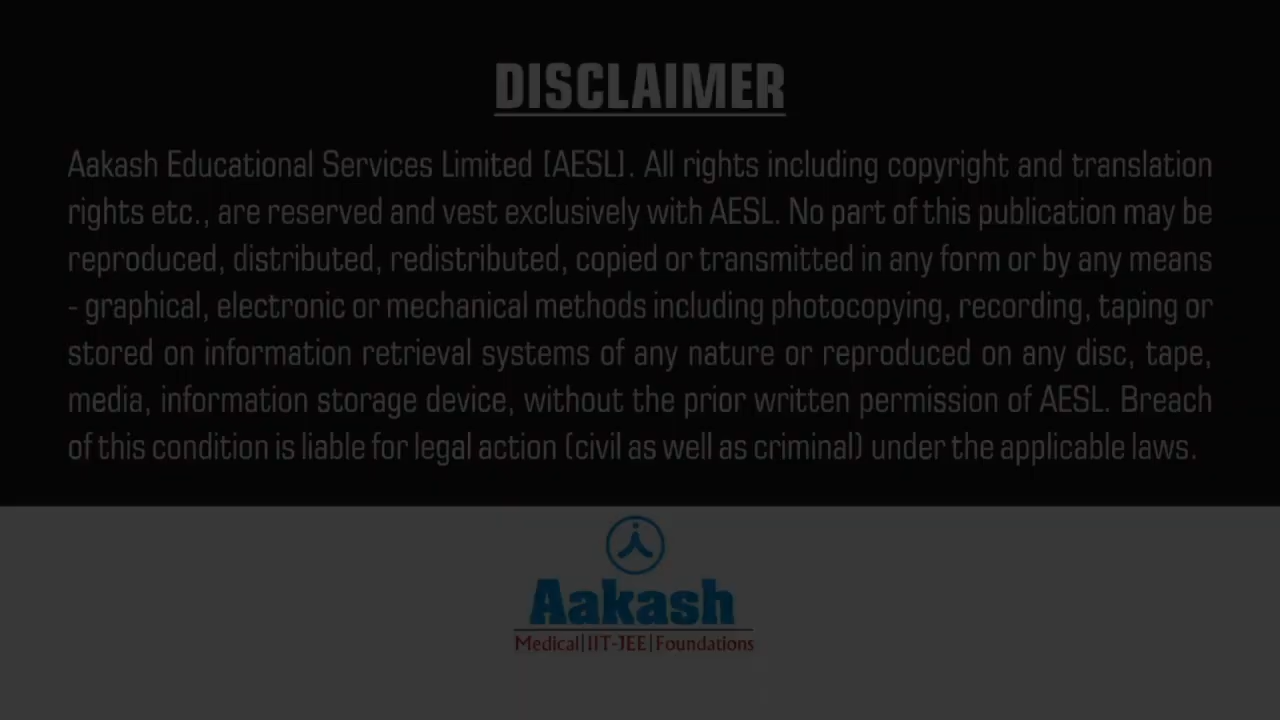 DISCLAIMER
Aakash Educational Services Limited [AESL]. All rights including copyright and translation
rights etc., are reserved and vest exclusively with AESL. No part of this publication may be
reproduced, distributed, redistributed, copied or transmitted in any form or by any means
- graphical, electronic or mechanical methods including photocopying, recording, taping or
stored on information retrieval systems of any nature or reproduced on any disc, tape,
media, information storage device, without the prior written permission of AESL. Breach
of this condition is liable for legal action (civil as well as criminal) under the applicable laws.
Aakash
Medical|IIT-JEE|Foundations